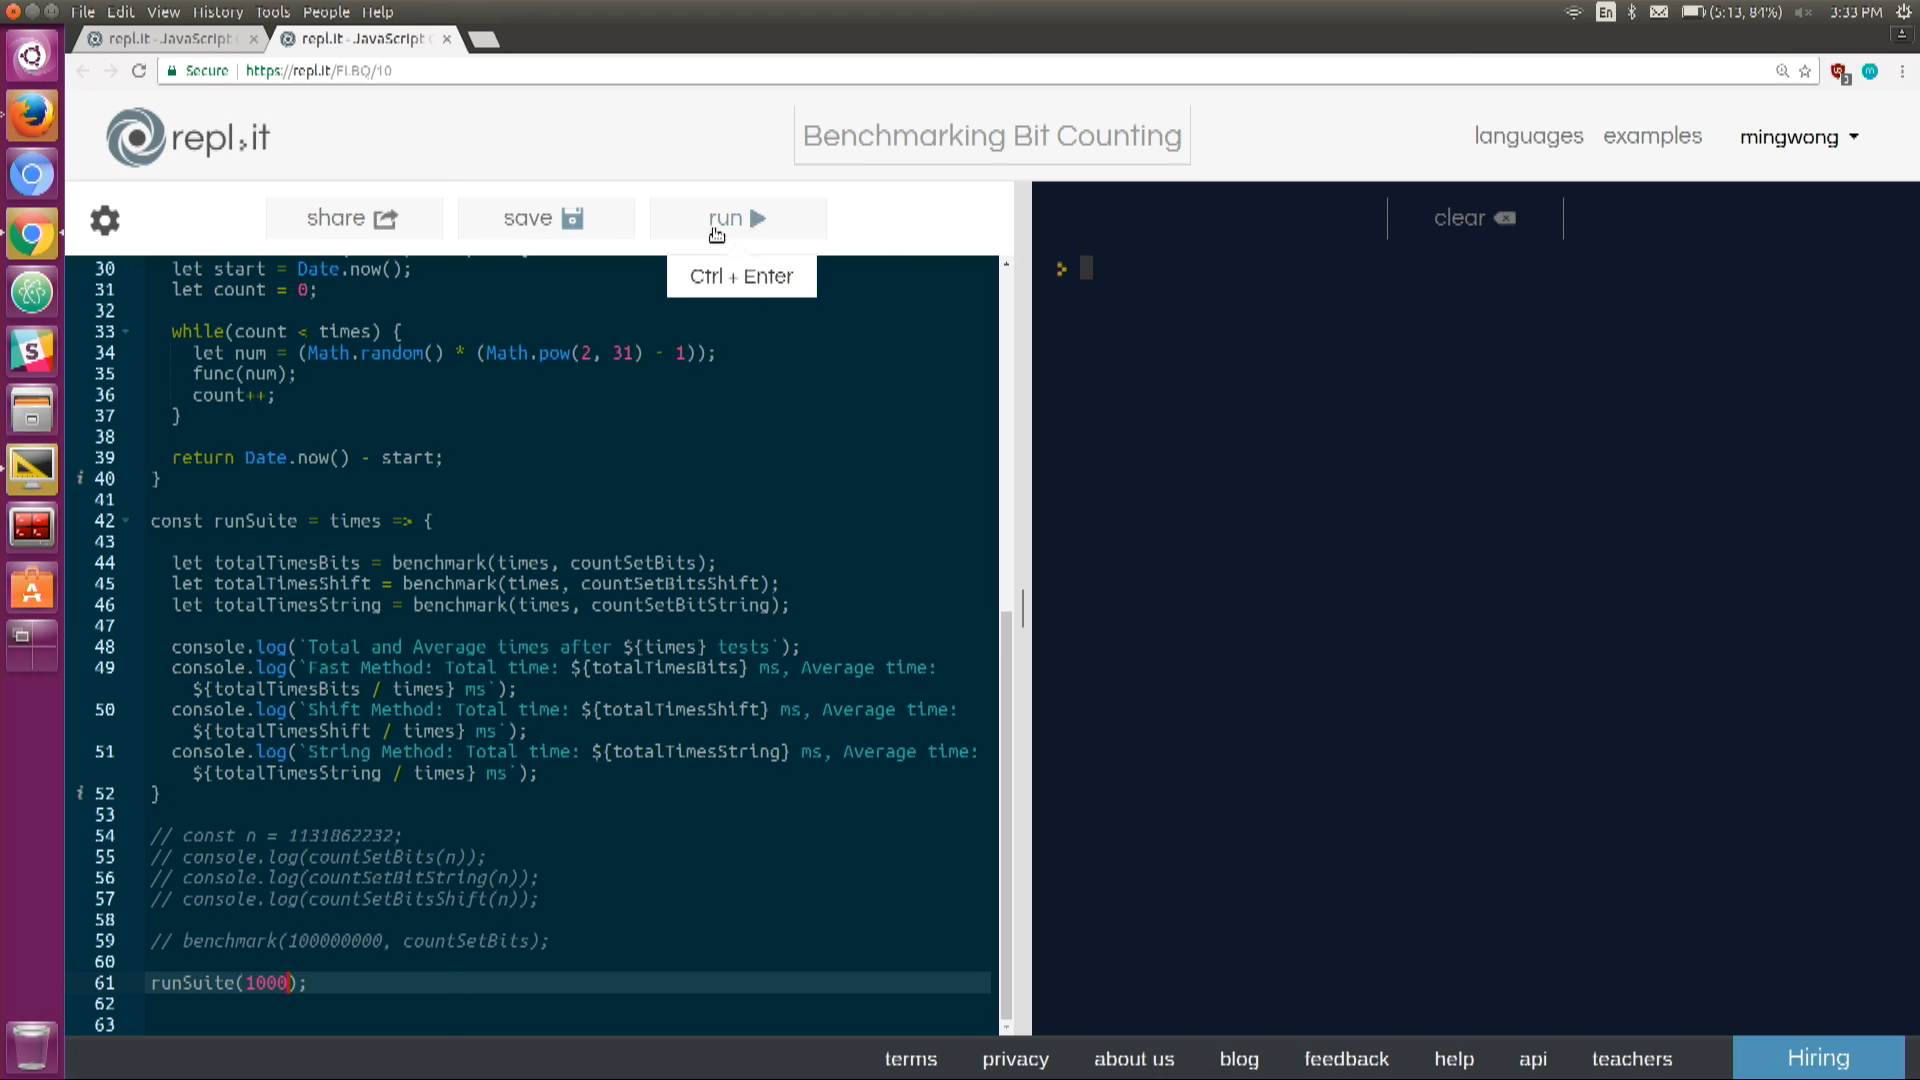 File Edit View History Tools People Help
En (5:13, 84%) 3:33 PM
repl.it - JavaScript C
repl.it - JavaScript C
Secure https://repl.it/FLBQ/10
repl.it
Benchmarking Bit Counting
languages examples mingwong
share save run
clear
Ctrl + Enter
30 let start = Date.now();
31 let count = 0;
32
33 while(count < times) {
34 let num = (Math.random() * (Math.pow(2, 31) - 1));
35 func(num);
36 count++;
37 }
38
39 return Date.now() - start;
40 }
41
42 const runSuite = times => {
43
44 let totalTimesBits = benchmark(times, countSetBits);
45 let totalTimesShift = benchmark(times, countSetBitsShift);
46 let totalTimesString = benchmark(times, countSetBitString);
47
48 console.log(`Total and Average times after ${times} tests`);
49 console.log(`Fast Method: Total time: ${totalTimesBits} ms, Average time:
${totalTimesBits / times} ms`);
50 console.log(`Shift Method: Total time: ${totalTimesShift} ms, Average time:
${totalTimesShift / times} ms`);
51 console.log(`String Method: Total time: ${totalTimesString} ms, Average time:
${totalTimesString / times} ms`);
52 }
53
54 // const n = 1131862232;
55 // console.log(countSetBits(n));
56 // console.log(countSetBitString(n));
57 // console.log(countSetBitsShift(n));
58
59 // benchmark(100000000, countSetBits);
60
61 runSuite(1000);
62
63
>
terms privacy about us blog feedback help api teachers Hiring